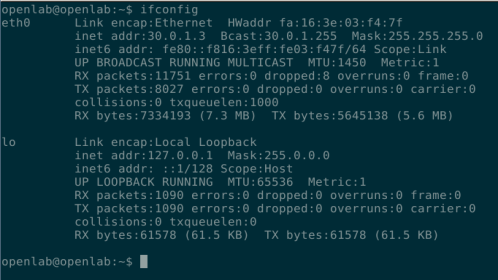 openlab@openlab:~$ ifconfig
eth0      Link encap:Ethernet  HWaddr fa:16:3e:03:f4:7f
          inet addr:30.0.1.3  Bcast:30.0.1.255  Mask:255.255.255.0
          inet6 addr: fe80::f816:3eff:fe03:f47f/64 Scope:Link
          UP BROADCAST RUNNING MULTICAST  MTU:1450  Metric:1
          RX packets:11751 errors:0 dropped:8 overruns:0 frame:0
          TX packets:8027 errors:0 dropped:0 overruns:0 carrier:0
          collisions:0 txqueuelen:1000
          RX bytes:7334193 (7.3 MB)  TX bytes:5645138 (5.6 MB)

lo        Link encap:Local Loopback
          inet addr:127.0.0.1  Mask:255.0.0.0
          inet6 addr: ::1/128 Scope:Host
          UP LOOPBACK RUNNING  MTU:65536  Metric:1
          RX packets:1090 errors:0 dropped:0 overruns:0 frame:0
          TX packets:1090 errors:0 dropped:0 overruns:0 carrier:0
          collisions:0 txqueuelen:0
          RX bytes:61578 (61.5 KB)  TX bytes:61578 (61.5 KB)

openlab@openlab:~$